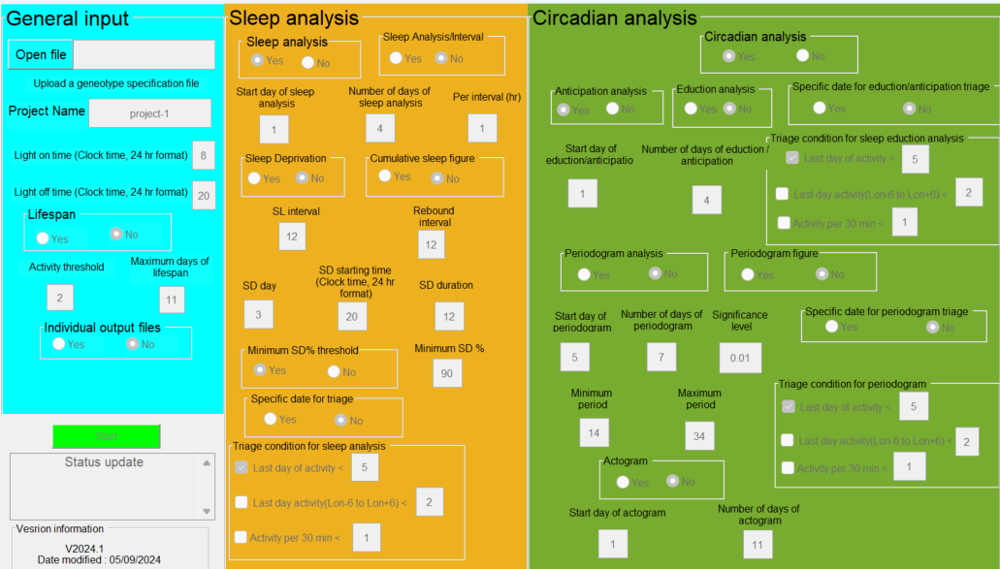 General input
Open file
Upload a geneotype specification file
Project Name
project-1
Light on time (Clock time, 24 hr format)
8
Light off time (Clock time, 24 hr format)
20
Lifespan
Yes
No
Activity threshold
Maximum days of
lifespan
2
11
Individual output files
Yes
No
Start
Status update
Vesrion information
V2024.1
Date modified : 05/09/2024
Sleep analysis
Sleep analysis
Yes
No
Sleep Analysis/Interval
Yes
No
Start day of sleep
analysis
1
Number of days of
sleep analysis
4
Per interval (hr)
1
Sleep Deprivation
Yes
No
Cumulative sleep figure
Yes
No
SL interval
12
Rebound
interval
12
SD day
3
SD starting time
(Clock time, 24 hr
format)
20
SD duration
12
Minimum SD% threshold
Yes
No
Minimum SD %
90
Specific date for triage
Yes
No
Triage condition for sleep analysis
Last day of activity <
5
Last day activity(Lon-6 to Lon+6) <
2
Activity per 30 min <
1
Circadian analysis
Circadian analysis
Yes
No
Anticipation analysis
Yes
No
Eduction analysis
Yes
No
Specific date for eduction/anticipation triage
Yes
No
Start day of
eduction/anticipatio
1
Number of days of eduction /
anticipation
4
Triage condition for sleep eduction analysis
Last day of activity <
5
Last day activity(Lon-6 to Lon+6) <
2
Activity per 30 min <
1
Periodogram analysis
Yes
No
Periodogram figure
Yes
No
Start day of
periodogram
5
Number of days of
periodogram
7
Significance
level
0.01
Specific date for periodogram triage
Yes
No
Minimum
period
14
Maximum
period
34
Triage condition for periodogram
Last day of activity <
5
Last day activity(Lon-6 to Lon+6) <
2
Activity per 30 min <
1
Actogram
Yes
No
Start day of actogram
1
Number of days of
actogram
11